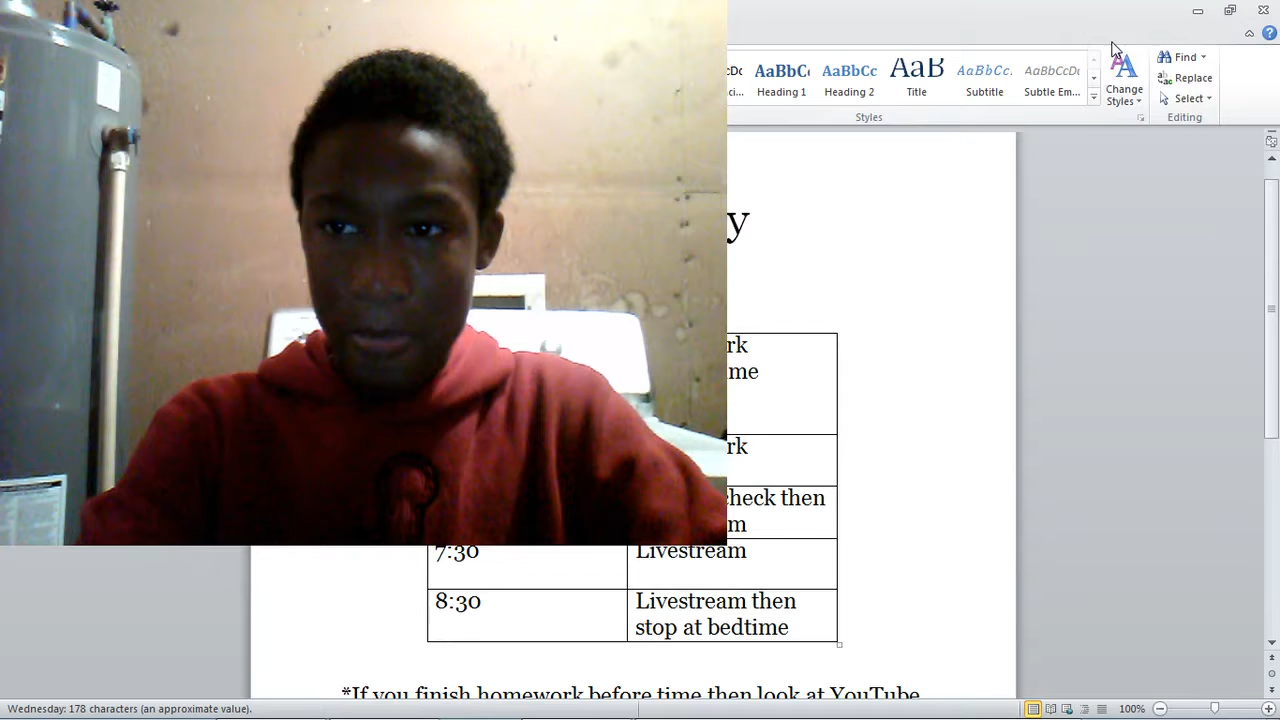 AaBbCc
AaBbCc
AaB
AaBbCc.
AaBbCcDc
Heading 1
Heading 2
Title
Subtitle
Subtle Em...
Change
Styles
Find
Replace
Select
Styles
Editing
y
rk
me
rk
check then
m
7:30
Livestream
8:30
Livestream then
stop at bedtime
*If you finish homework before time then look at YouTube
Wednesday: 178 characters (an approximate value).
100%